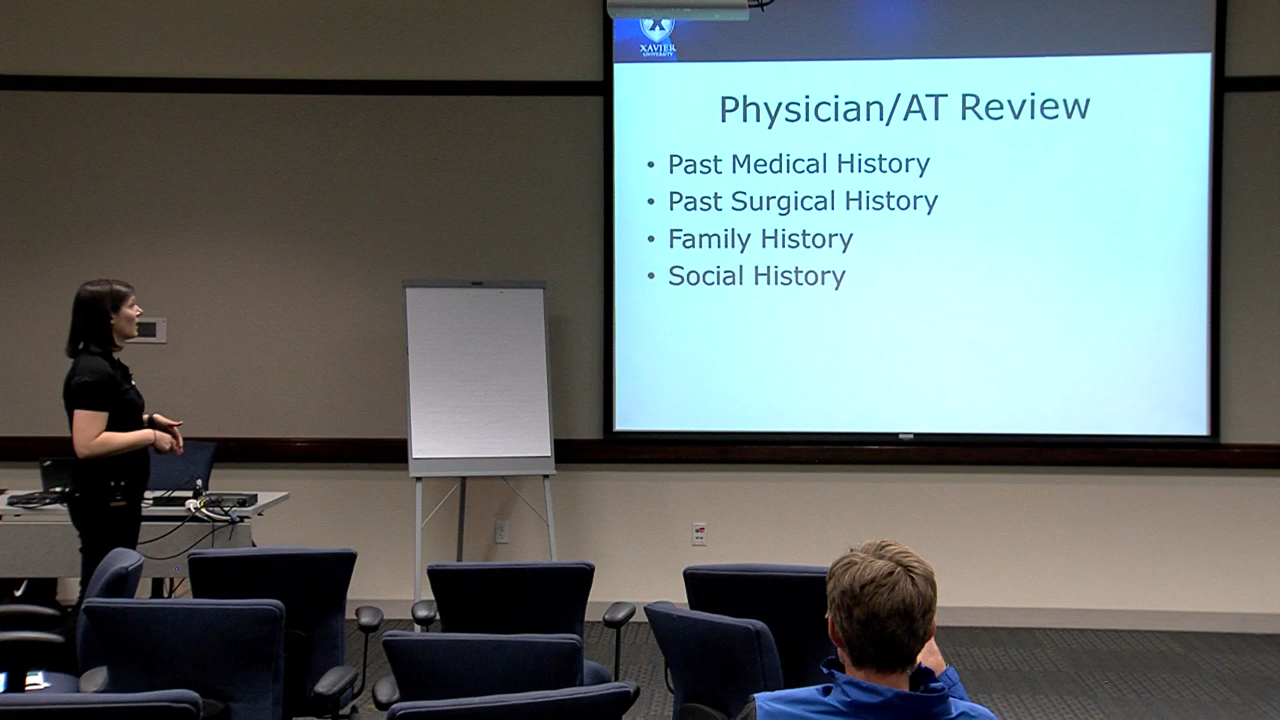 XAVIER
UNIVERSITY
Physician/AT Review
• Past Medical History
• Past Surgical History
• Family History
• Social History